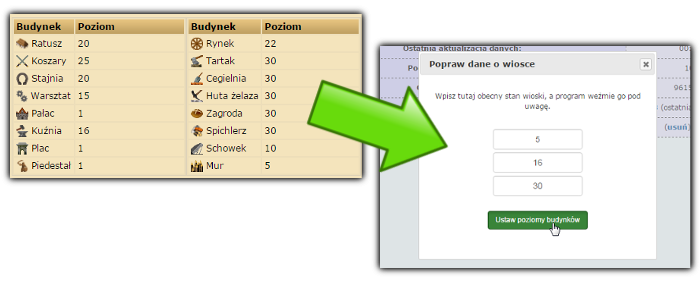 Budynek Poziom Budynek Poziom
Ratusz 20 Rynek 22
Koszary 25 Tartak 30
Stajnia 20 Cegielnia 30
Warsztat 15 Huta żelaza 30
Pałac 1 Zagroda 30
Kuźnia 16 Spichlerz 30
Plac 1 Schowek 10
Piedestał 1 Mur 5
Ostatnia aktualizacja danych: 00
Popraw dane o wiosce ×
Wpisz tutaj obecny stan wioski, a program weźmie go pod
uwagę.
5
16
30
Ustaw poziomy budynków
Po
9615
(ostatnia
(usuń)